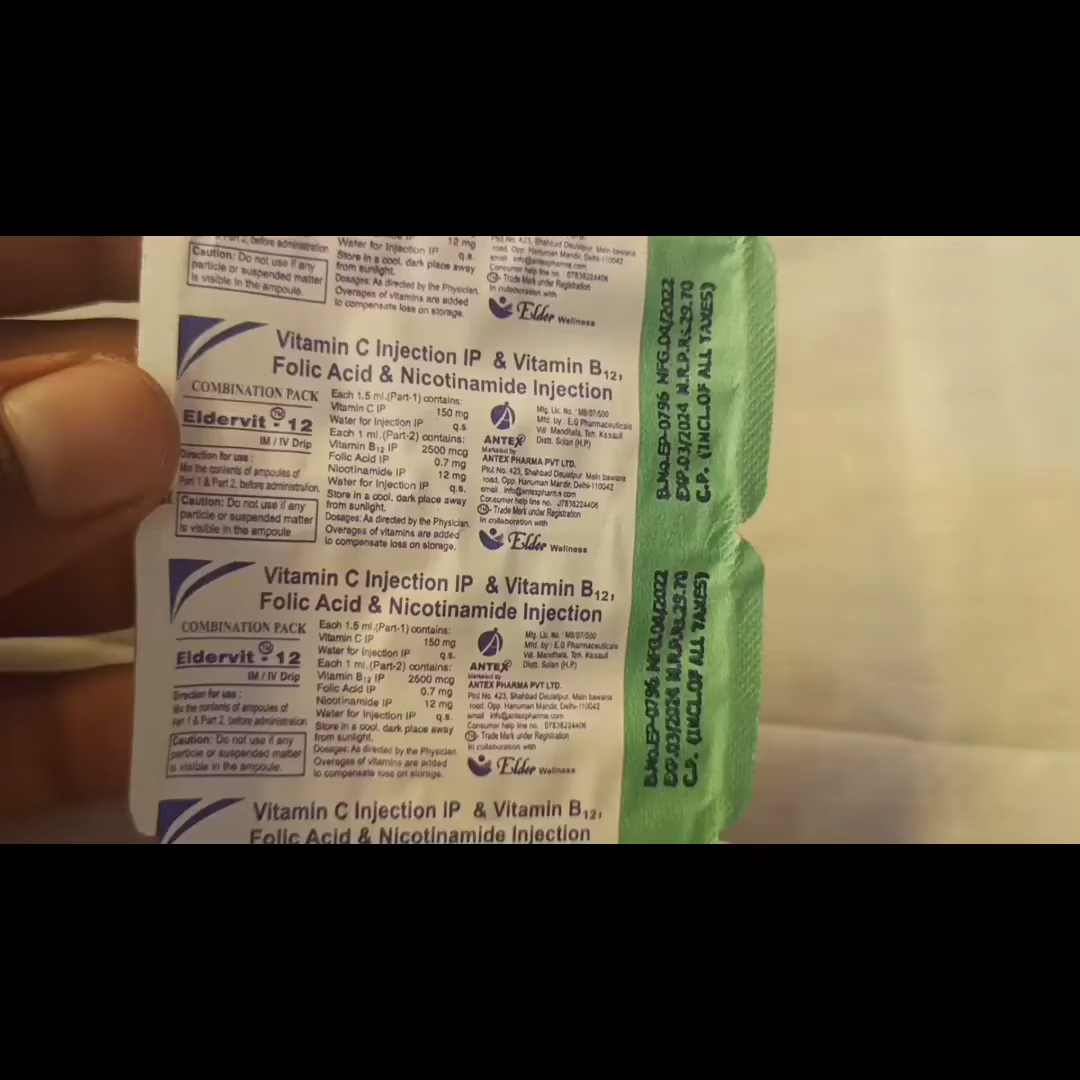 Part 2, before administration
Caution: Do not use if any
particle or suspended matter
is visible in the ampoule.
12 mg
Water for Injection IP q.s.
Store in a cool, dark place away
from sunlight.
Dosages: As directed by the Physician.
Overages of vitamins are added
to compensate loss on storage.
Plot No. 423, Shahbad Daulatpur, Main bawana
road, Opp. Hanuman Mandir, Delhi-110042
email : info@antexpharma.com
Consumer help line no. 07838224406
TM- Trade Mark under Registration
In collaboration with
Elder Wellness
Vitamin C Injection IP & Vitamin B12,
Folic Acid & Nicotinamide Injection
COMBINATION PACK
Eldervit TM - 12
IM / IV Drip
Direction for use :
Mix the contents of ampoules of
Part 1 & Part 2, before administration.
Caution: Do not use if any
particle or suspended matter
is visible in the ampoule.
Each 1.5 ml.(Part-1) contains:
Vitamin C IP 150 mg
Water for Injection IP q.s.
Each 1 ml.(Part-2) contains:
Vitamin B12 IP 2500 mcg
Folic Acid IP 0.7 mg
Nicotinamide IP 12 mg
Water for Injection IP q.s.
Store in a cool, dark place away
from sunlight.
Dosages: As directed by the Physician.
Overages of vitamins are added
to compensate loss on storage.
ANTEX
Mfg. Lic. No. : MB/07/500
Mfd. by : E.G Pharmaceuticals
Vill. Mandhala, Teh. Kasauli
Distt. Solan (H.P.)
Marketed by
ANTEX PHARMA PVT LTD.
Plot No. 423, Shahbad Daulatpur, Main bawana
road, Opp. Hanuman Mandir, Delhi-110042
email : info@antexpharma.com
Consumer help line no. 07838224406
TM- Trade Mark under Registration
In collaboration with
Elder Wellness
B.No.EP-0796 MFG.04/2022
EXP.03/2024 M.R.P.Rs.29.70
C.P. (INCL.OF ALL TAXES)
Vitamin C Injection IP & Vitamin B12,
Folic Acid & Nicotinamide Injection
COMBINATION PACK
Eldervit TM - 12
IM / IV Drip
Direction for use :
Mix the contents of ampoules of
Part 1 & Part 2, before administration.
Caution: Do not use if any
particle or suspended matter
is visible in the ampoule.
Each 1.5 ml.(Part-1) contains:
Vitamin C IP 150 mg
Water for Injection IP q.s.
Each 1 ml.(Part-2) contains:
Vitamin B12 IP 2500 mcg
Folic Acid IP 0.7 mg
Nicotinamide IP 12 mg
Water for Injection IP q.s.
Store in a cool, dark place away
from sunlight.
Dosages: As directed by the Physician.
Overages of vitamins are added
to compensate loss on storage.
ANTEX
Mfg. Lic. No. : MB/07/500
Mfd. by : E.G Pharmaceuticals
Vill. Mandhala, Teh. Kasauli
Distt. Solan (H.P.)
Marketed by
ANTEX PHARMA PVT LTD.
Plot No. 423, Shahbad Daulatpur, Main bawana
road, Opp. Hanuman Mandir, Delhi-110042
email : info@antexpharma.com
Consumer help line no. 07838224406
TM- Trade Mark under Registration
In collaboration with
Elder Wellness
B.No.EP-0796 MFG.04/2022
EXP.03/2024 M.R.P.Rs.29.70
C.P. (INCL.OF ALL TAXES)
Vitamin C Injection IP & Vitamin B12,
Folic Acid & Nicotinamide Injection